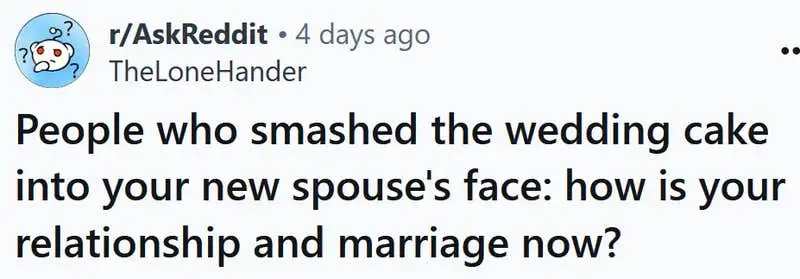 r/AskReddit • 4 days ago
TheLoneHander
People who smashed the wedding cake
into your new spouse's face: how is your
relationship and marriage now?